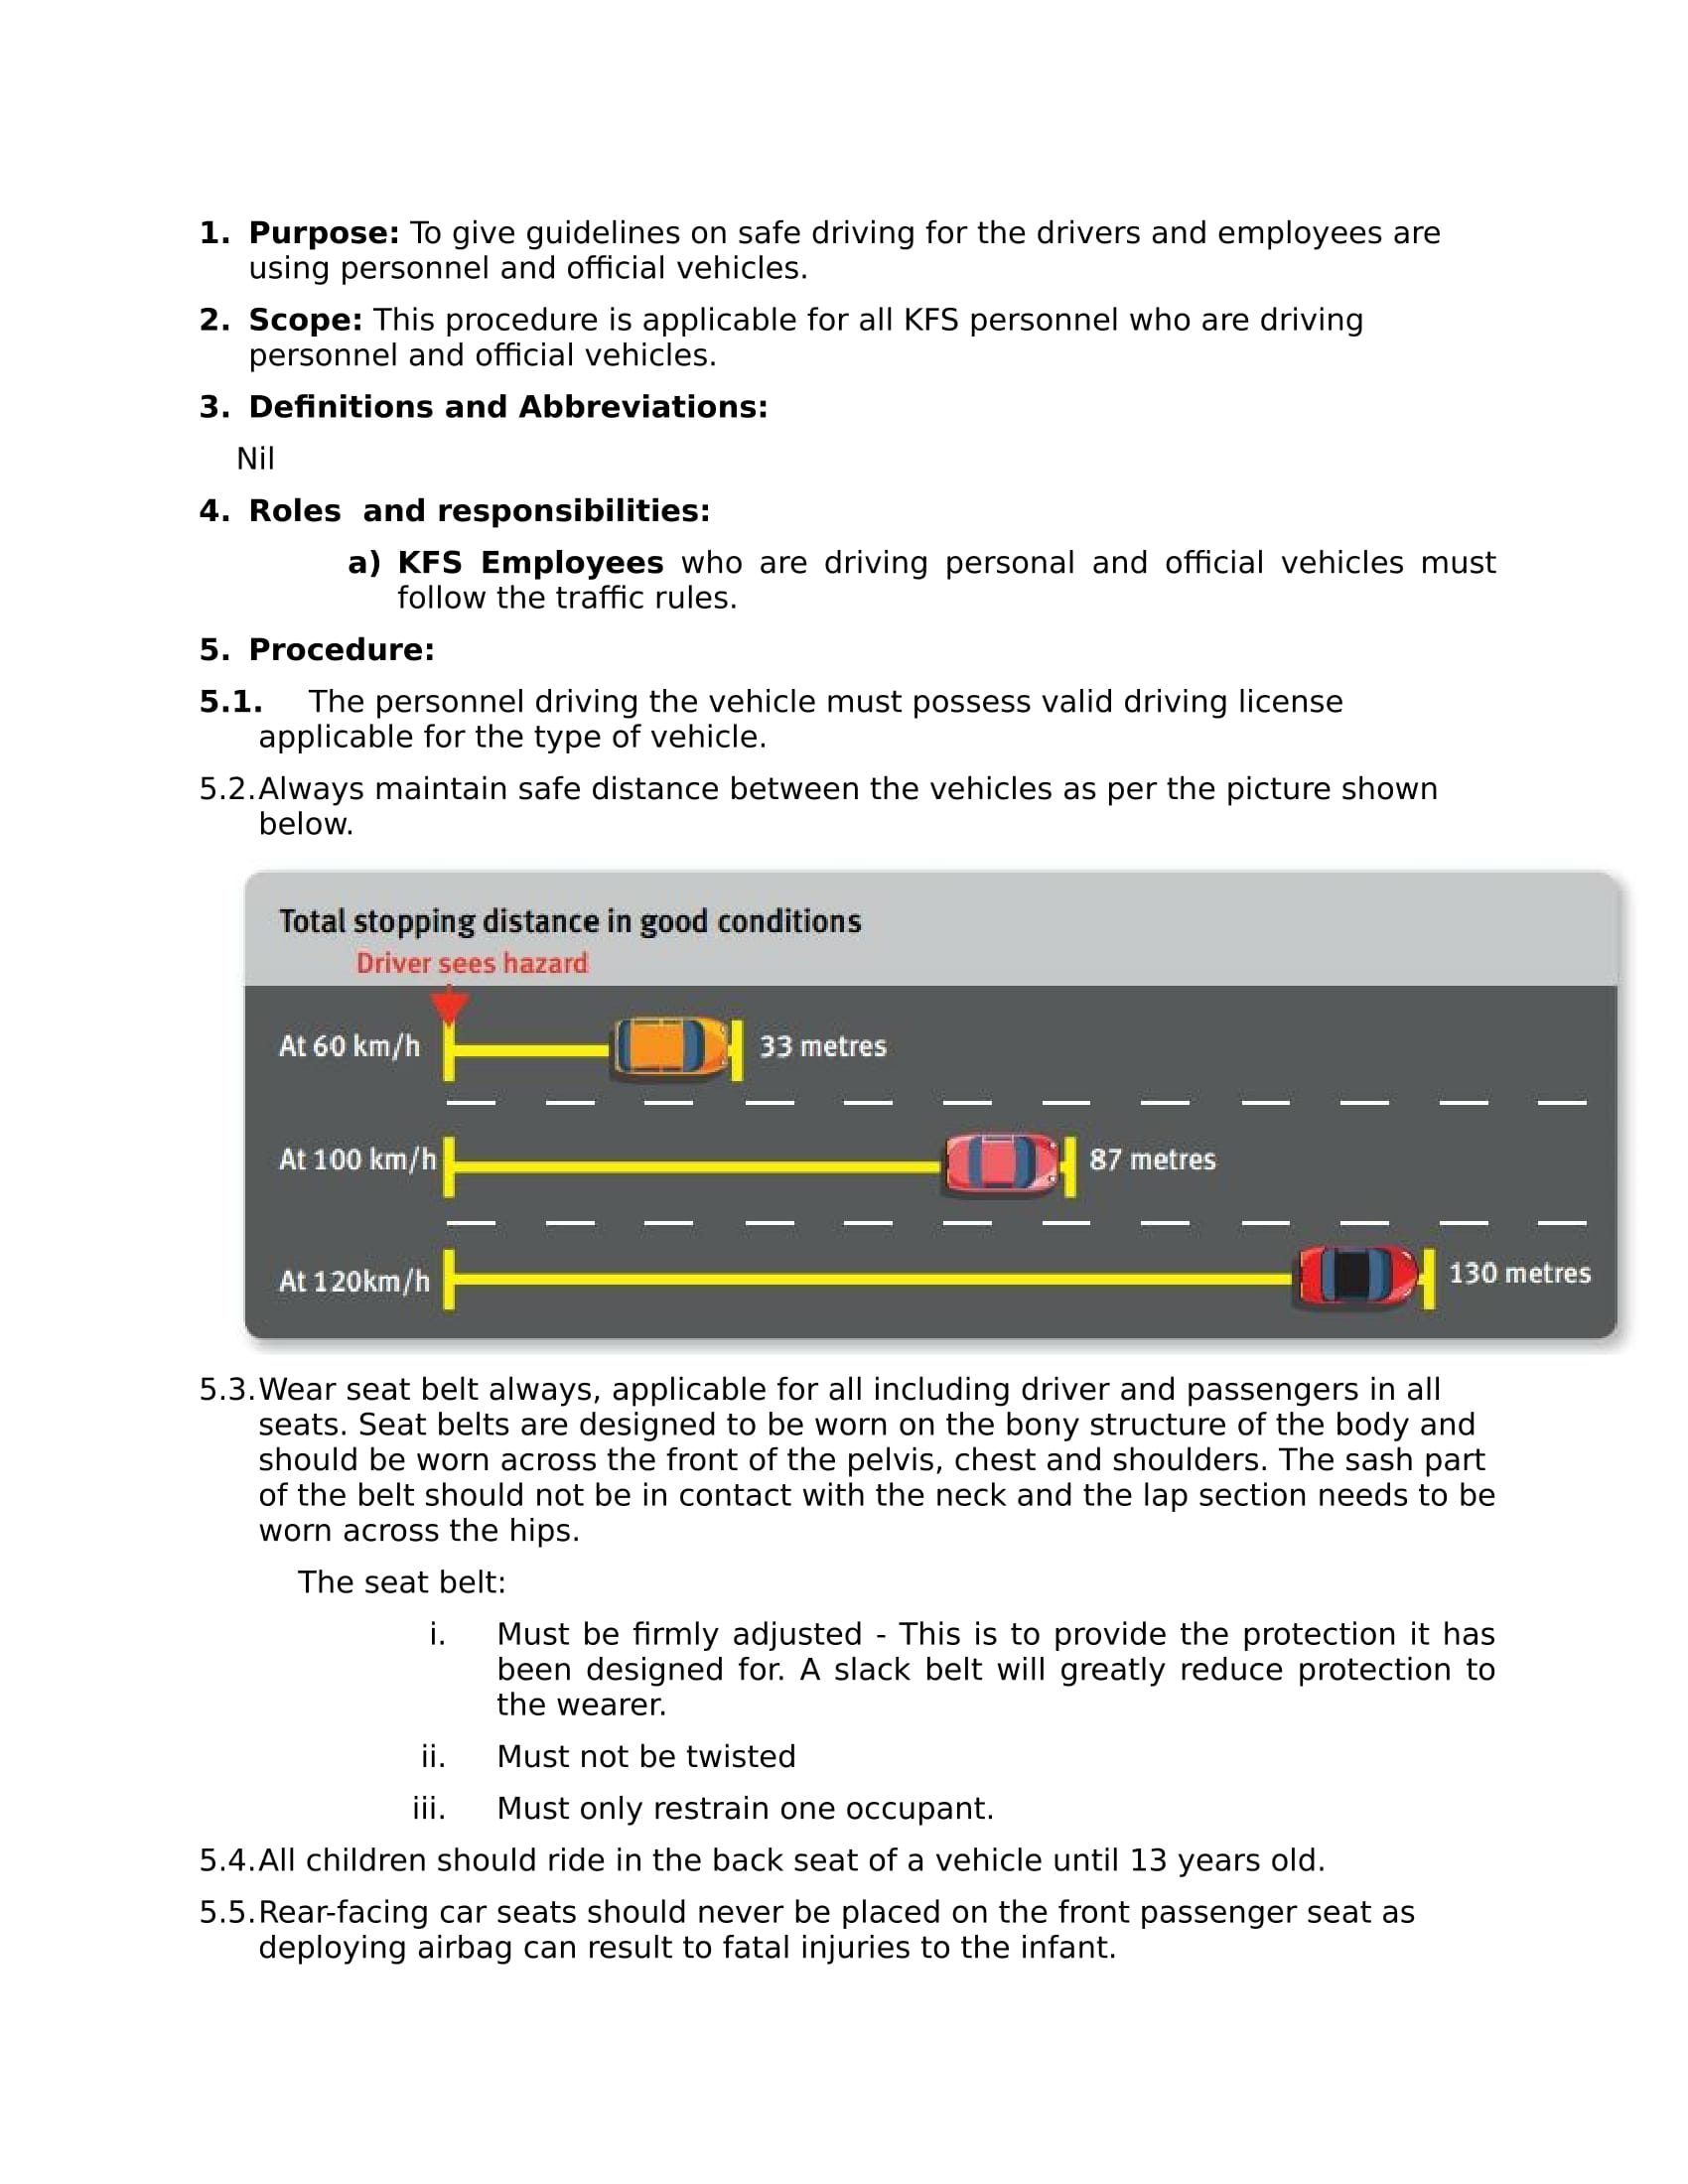 1. Purpose: To give guidelines on safe driving for the drivers and employees are
using personnel and official vehicles.
2. Scope: This procedure is applicable for all KFS personnel who are driving
personnel and official vehicles.
3. Definitions and Abbreviations:
Nil
4. Roles  and responsibilities:
a) KFS Employees who are driving personal and official vehicles must
follow the traffic rules.
5. Procedure:
5.1. The personnel driving the vehicle must possess valid driving license
applicable for the type of vehicle.
5.2.Always maintain safe distance between the vehicles as per the picture shown
below.
Total stopping distance in good conditions
Driver sees hazard
At 60 km/h 33 metres
At 100 km/h 87 metres
At 120km/h 130 metres
5.3.Wear seat belt always, applicable for all including driver and passengers in all
seats. Seat belts are designed to be worn on the bony structure of the body and
should be worn across the front of the pelvis, chest and shoulders. The sash part
of the belt should not be in contact with the neck and the lap section needs to be
worn across the hips.
The seat belt:
i. Must be firmly adjusted - This is to provide the protection it has
been designed for. A slack belt will greatly reduce protection to
the wearer.
ii. Must not be twisted
iii. Must only restrain one occupant.
5.4.All children should ride in the back seat of a vehicle until 13 years old.
5.5.Rear-facing car seats should never be placed on the front passenger seat as
deploying airbag can result to fatal injuries to the infant.